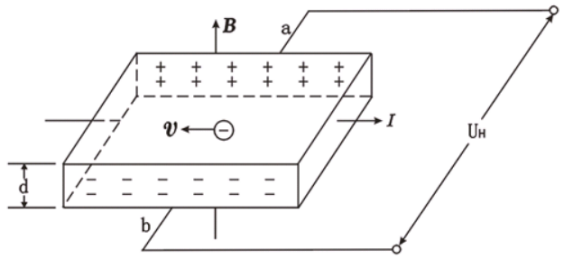 B
a
+ + + + + +
+ + + + + +
v
−
I
U_H
d
− − − − − −
− − − − − −
b